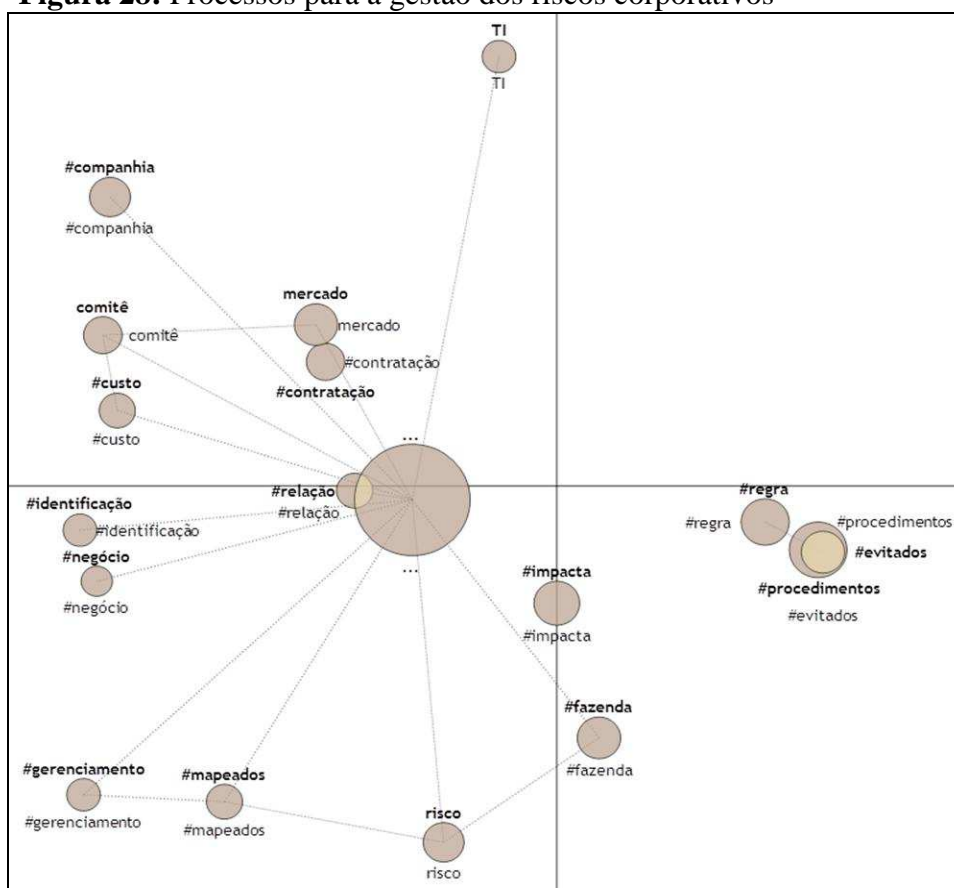 Figura 28: Processos para a gestão dos riscos corporativos
TI
TI
#companhia
#companhia
mercado
mercado
comitê
comitê
#contratação
#contratação
#custo
#custo
...
#relação
#relação
#identificação
#identificação
#negócio
#negócio
...
#regra
#regra
#procedimentos
#evitados
#procedimentos
#evitados
#impacta
#impacta
#fazenda
#fazenda
#gerenciamento
#gerenciamento
#mapeados
#mapeados
risco
risco